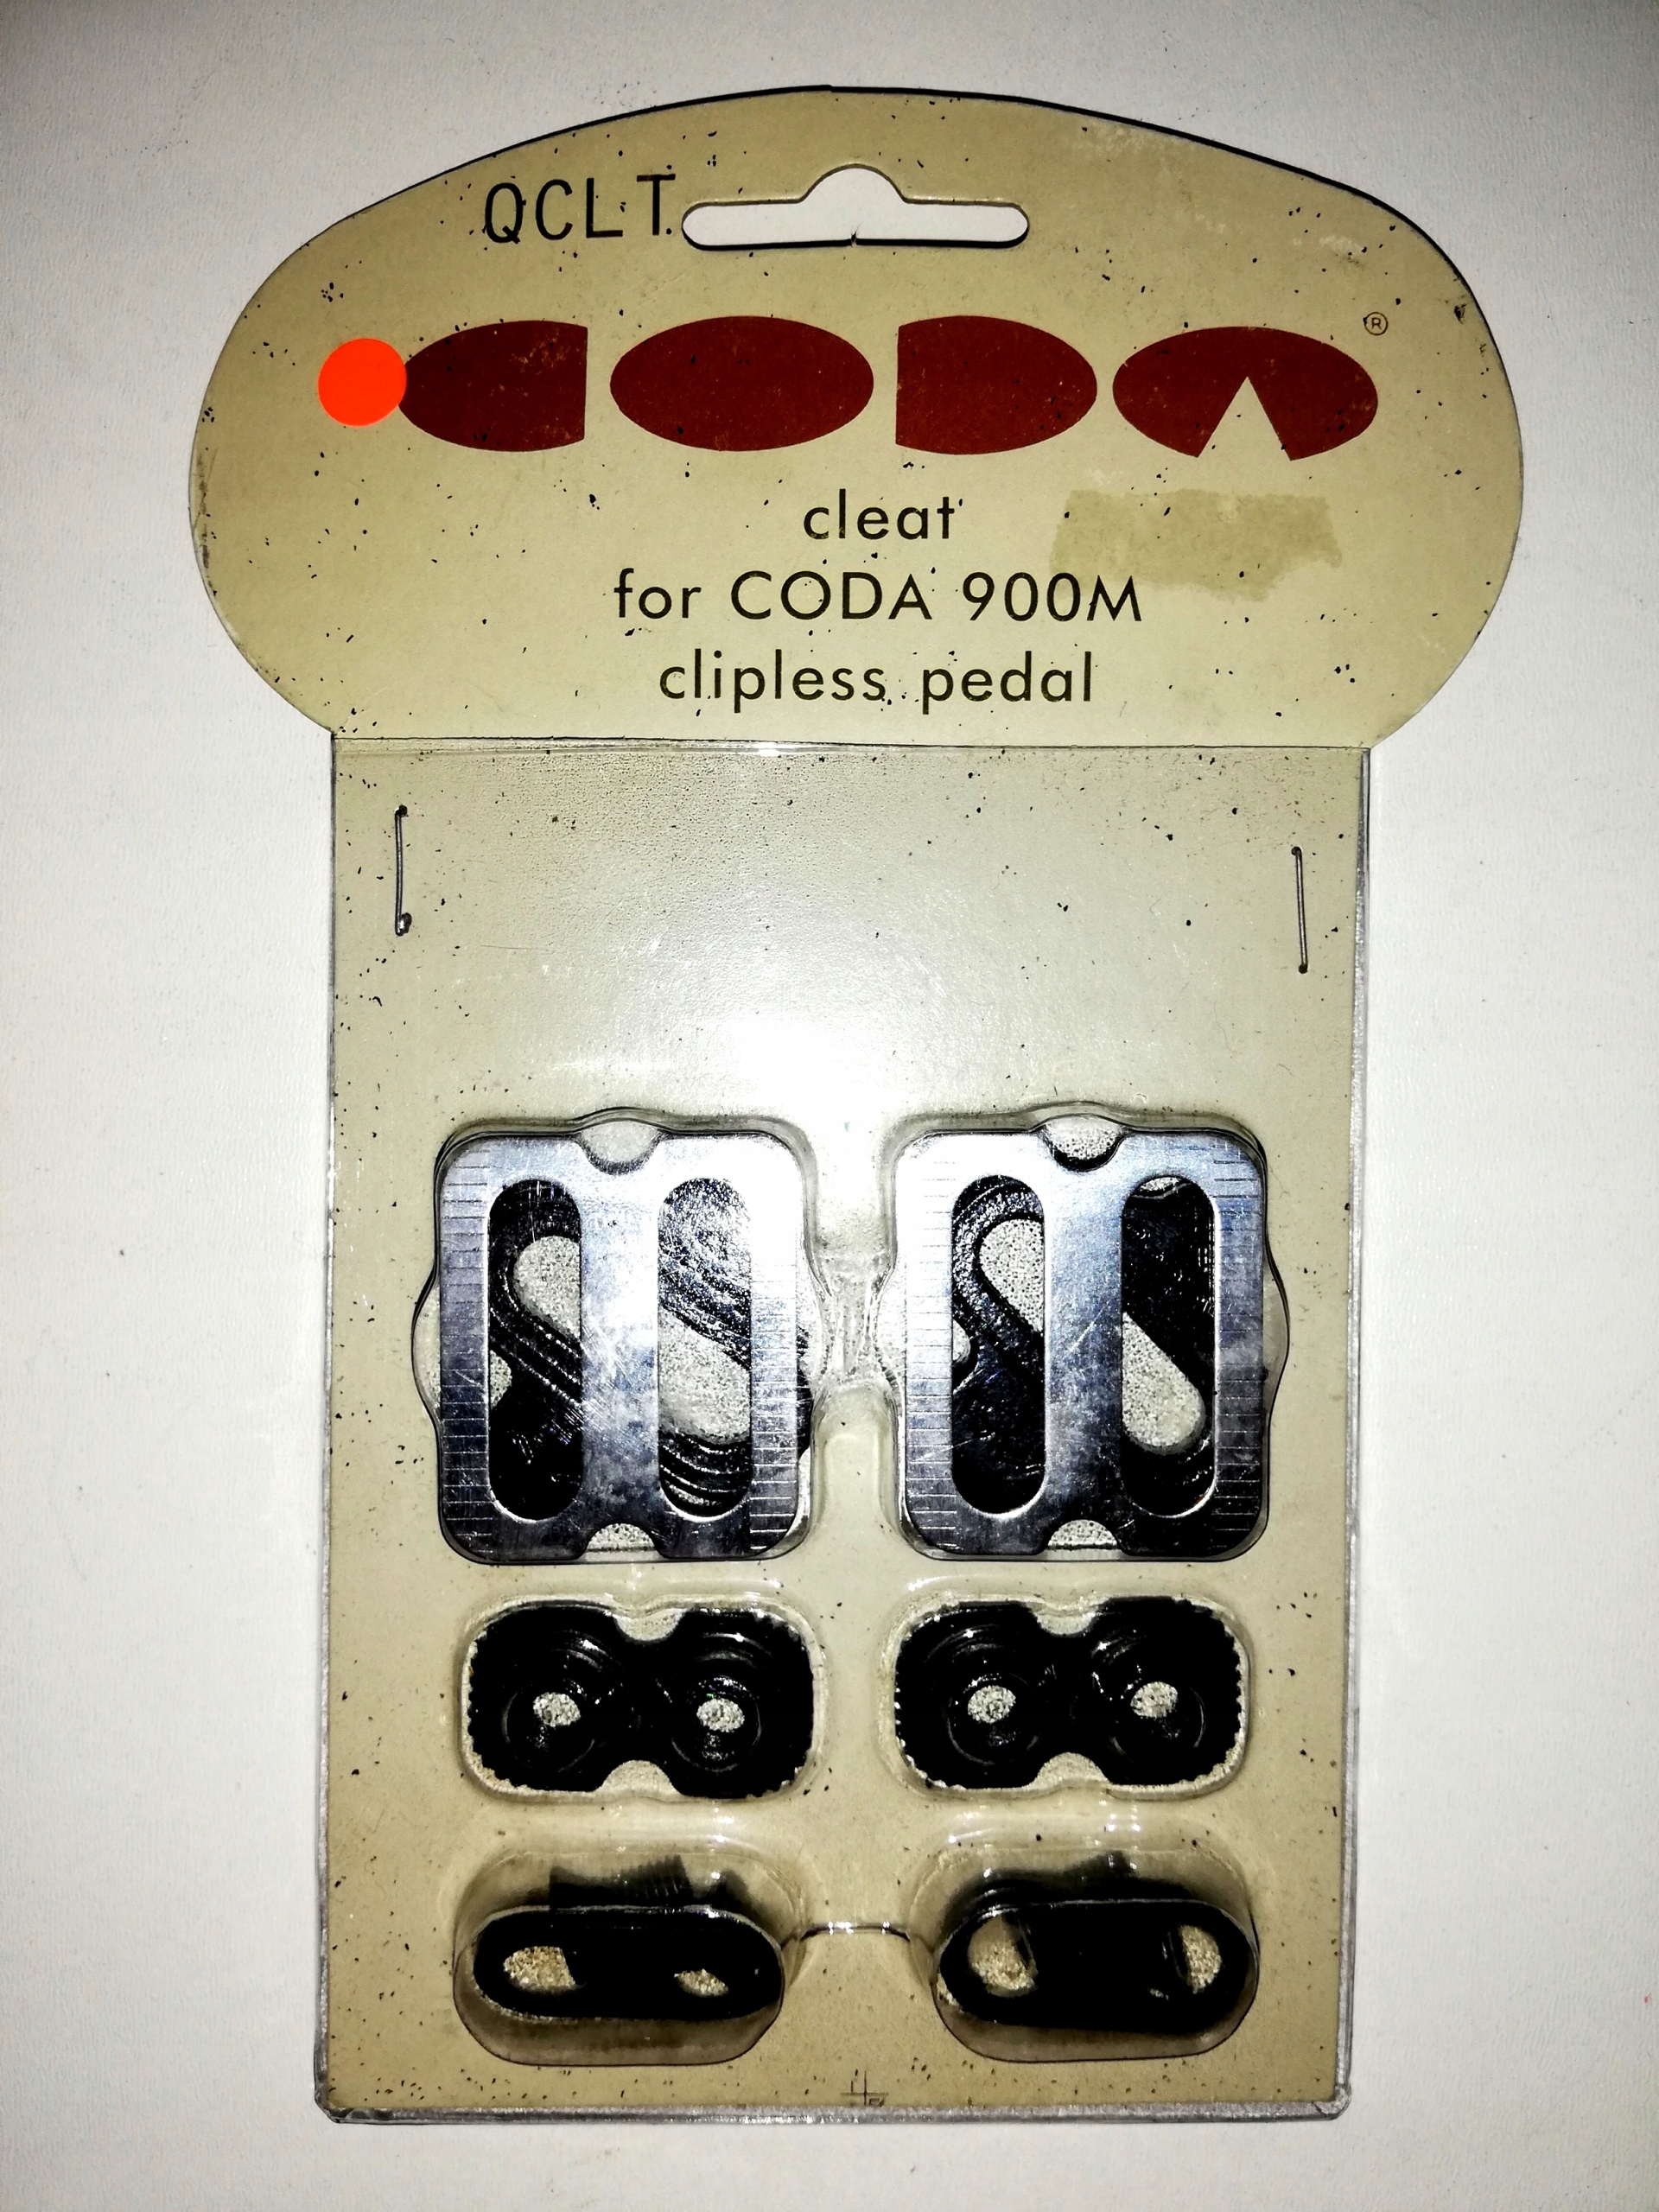 QCLT
CODA®
cleat
for CODA 900M
clipless pedal